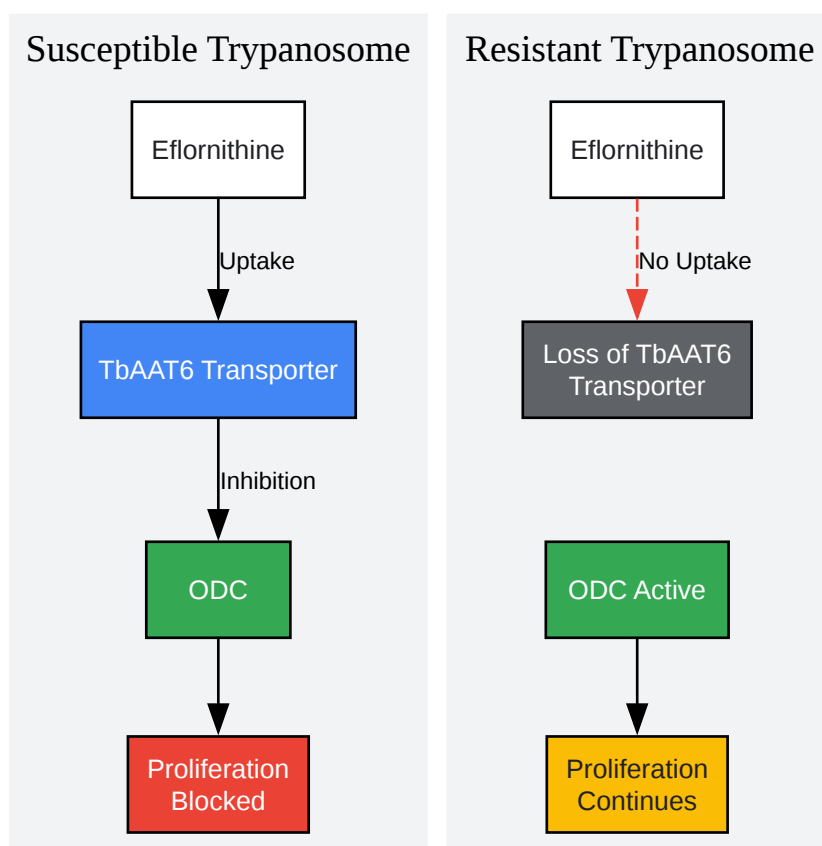 Susceptible Trypanosome
Eflornithine
Uptake
TbAAT6 Transporter
Inhibition
ODC
Proliferation
Blocked
Resistant Trypanosome
Eflornithine
No Uptake
Loss of TbAAT6
Transporter
ODC Active
Proliferation
Continues